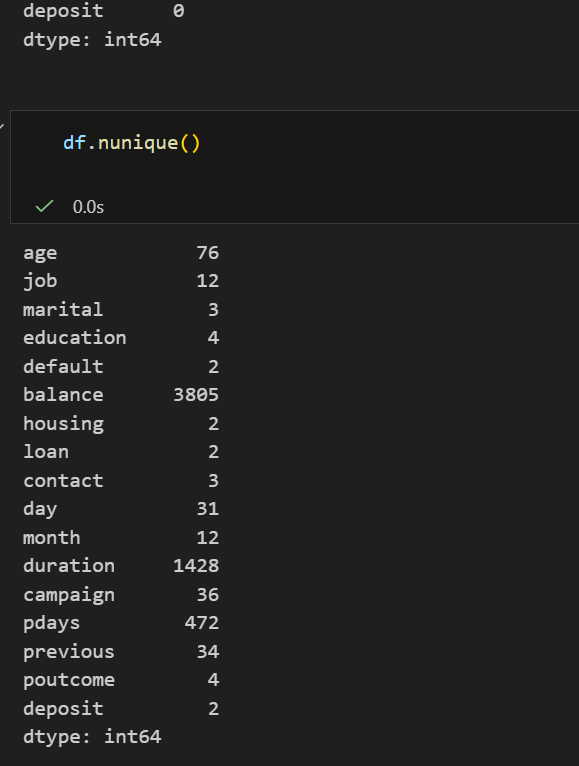 deposit      0
dtype: int64
df.nunique()
0.0s
age              76
job              12
marital           3
education         4
default           2
balance        3805
housing           2
loan              2
contact           3
day              31
month            12
duration       1428
campaign         36
pdays           472
previous         34
poutcome          4
deposit           2
dtype: int64